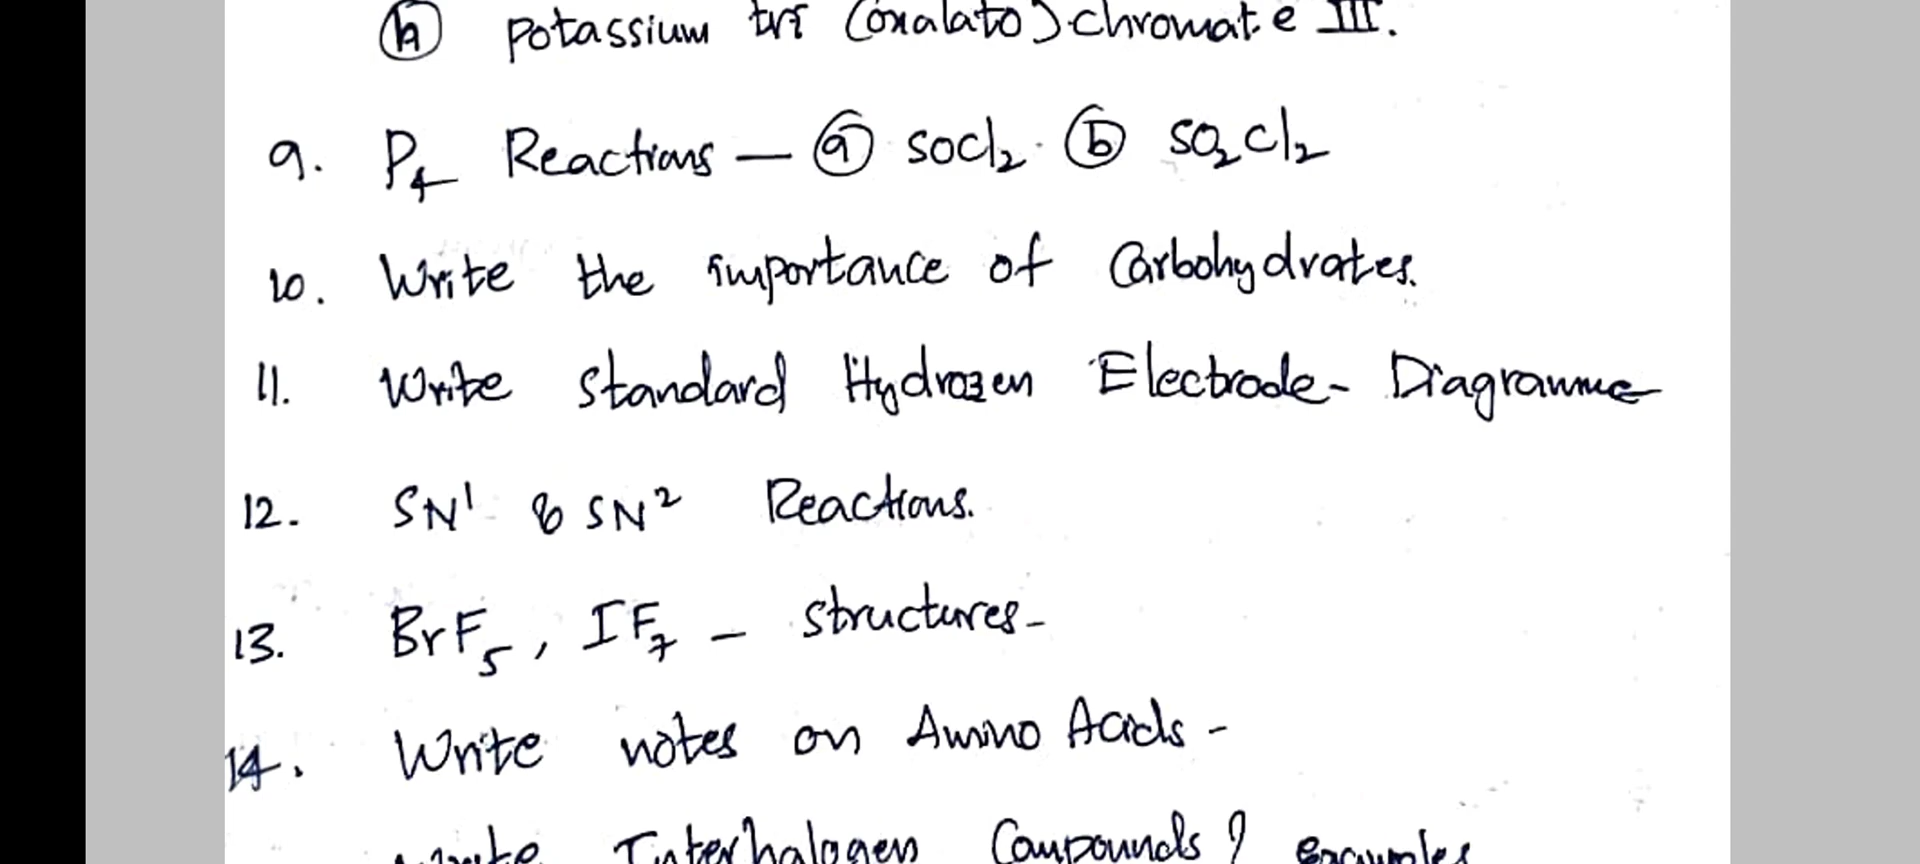 (h) potassium tri (oxalato) chromate III.
9. P4 Reactions — (a) SOCl2. (b) SO2Cl2
10. Write the importance of Carbohydrates.
11. Write standard Hydrogen Electrode - Diagramme
12. SN1 & SN2 Reactions.
13. BrF5, IF7 - structures -
14. Write notes on Amino Acids -
Write Interhalogen Compounds? examples